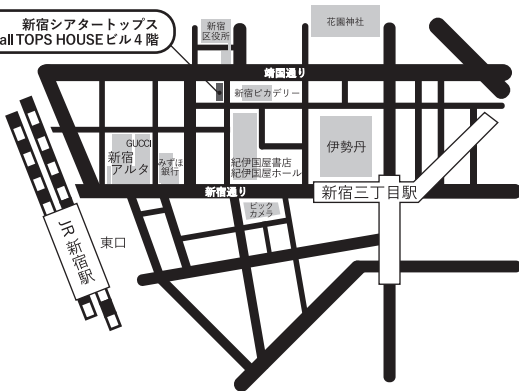 新宿シアタートップス
all TOPS HOUSEビル4階
新宿
区役所
花園神社
靖国通り
新宿ピカデリー
GUCCI
新宿
アルタ
みずほ
銀行
紀伊國屋書店
紀伊國屋ホール
伊勢丹
新宿通り
新宿三丁目駅
ビック
カメラ
東口
JR新宿駅